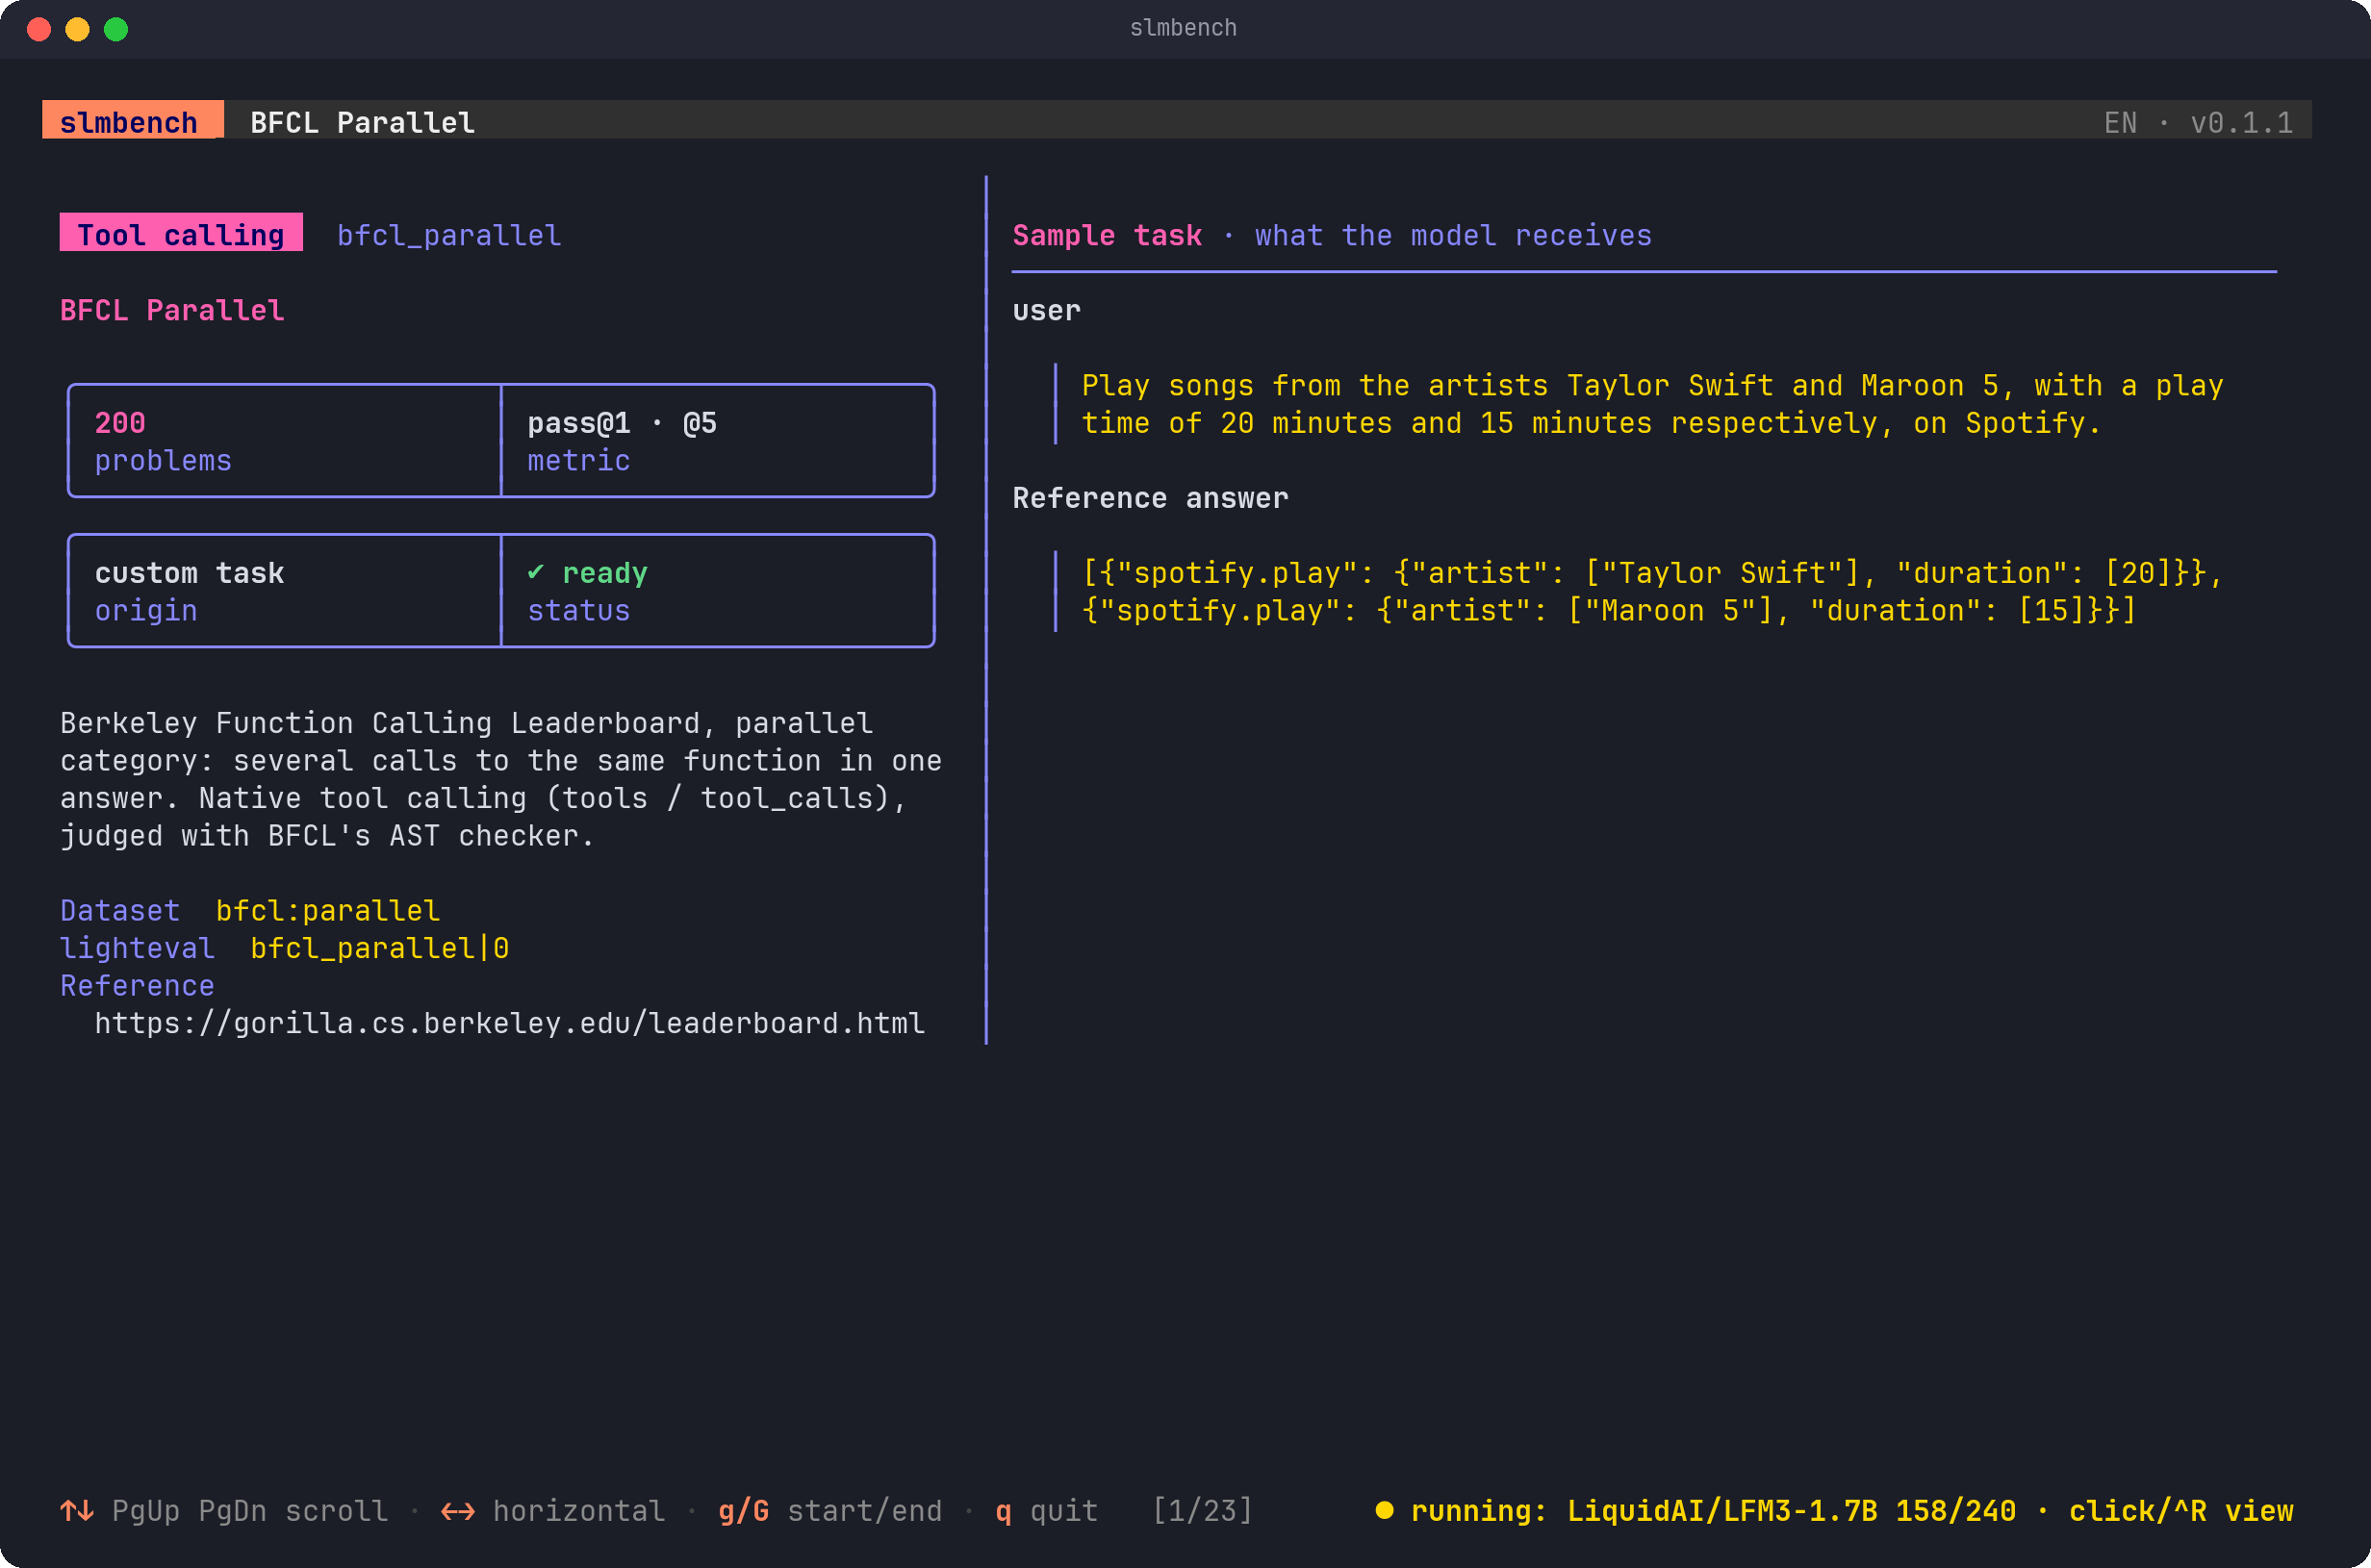 slmbench
slmbench BFCL Parallel EN · v0.1.1
Tool calling bfcl_parallel
BFCL Parallel
200
problems
pass@1 · @5
metric
custom task
origin
✔ ready
status
Berkeley Function Calling Leaderboard, parallel
category: several calls to the same function in one
answer. Native tool calling (tools / tool_calls),
judged with BFCL's AST checker.
Dataset bfcl:parallel
lighteval bfcl_parallel|0
Reference
https://gorilla.cs.berkeley.edu/leaderboard.html
Sample task · what the model receives
user
Play songs from the artists Taylor Swift and Maroon 5, with a play
time of 20 minutes and 15 minutes respectively, on Spotify.
Reference answer
[{"spotify.play": {"artist": ["Taylor Swift"], "duration": [20]}},
{"spotify.play": {"artist": ["Maroon 5"], "duration": [15]}}]
↑↓ PgUp PgDn scroll · ←→ horizontal · g/G start/end · q quit [1/23] ● running: LiquidAI/LFM3-1.7B 158/240 · click/^R view